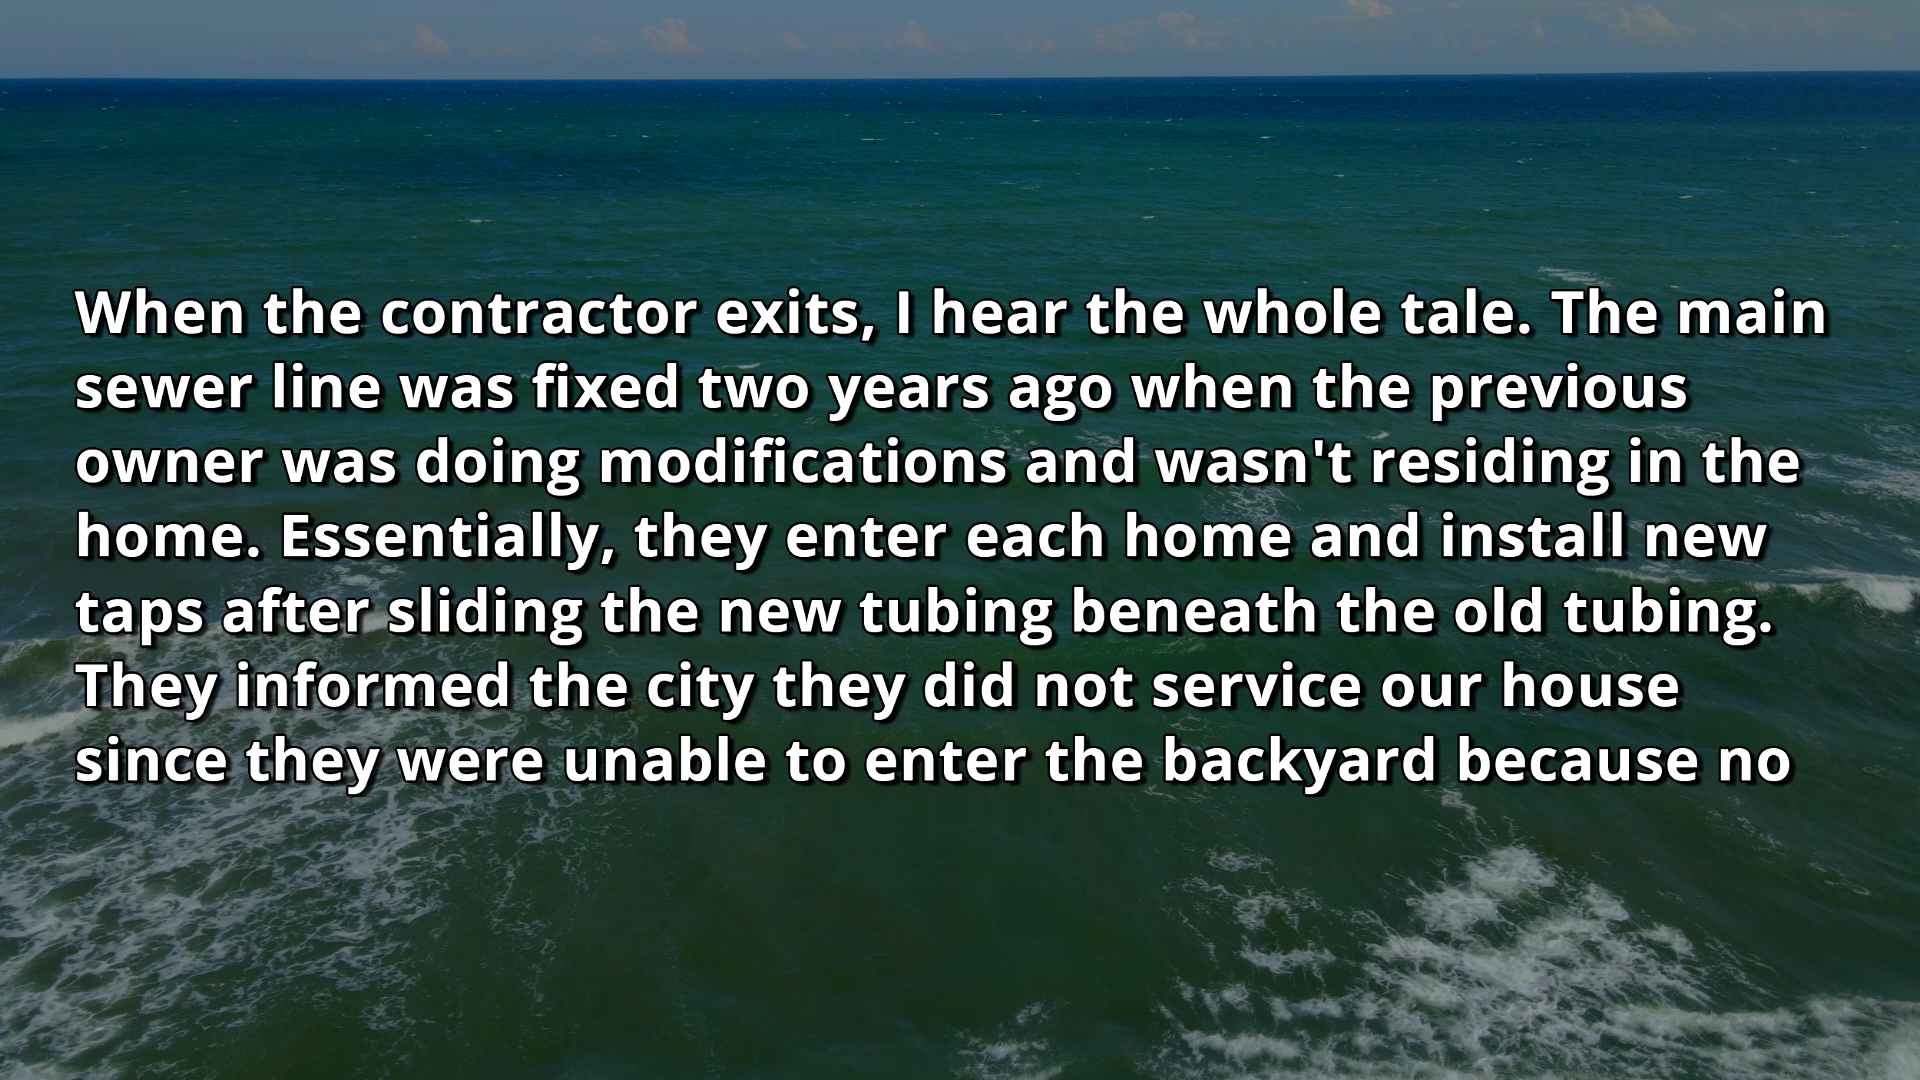 When the contractor exits, I hear the whole tale. The main
sewer line was fixed two years ago when the previous
owner was doing modifications and wasn't residing in the
home. Essentially, they enter each home and install new
taps after sliding the new tubing beneath the old tubing.
They informed the city they did not service our house
since they were unable to enter the backyard because no